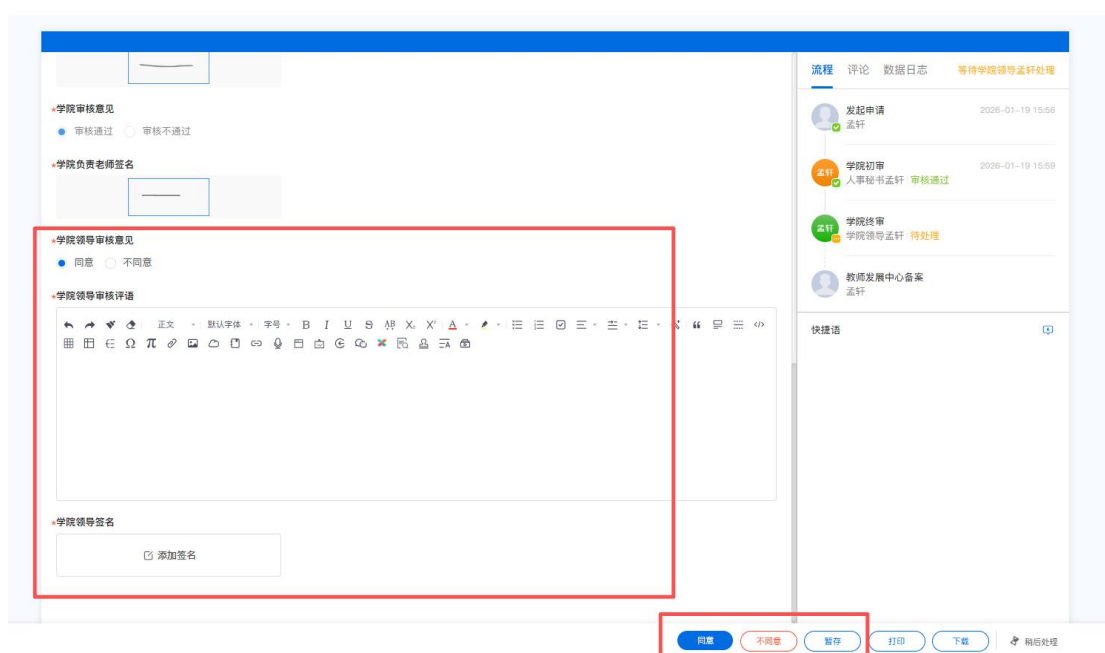 *学院审核意见
审核通过 审核不通过
*学院负责老师签名
*学院领导审核意见
同意 不同意
*学院领导审核评语
正文 默认字体 字号 B I U S AB X₂ X² A
Ω π
*学院领导签名
添加签名
流程 评论 数据日志 等待学院领导孟轩处理
发起申请 2026-01-19 15:56
孟轩
孟轩
学院初审 2026-01-19 15:59
人事秘书孟轩 审核通过
孟轩
学院终审
学院领导孟轩 待处理
教师发展中心备案
孟轩
快捷语
同意 不同意 暂存 打印 下载 稍后处理